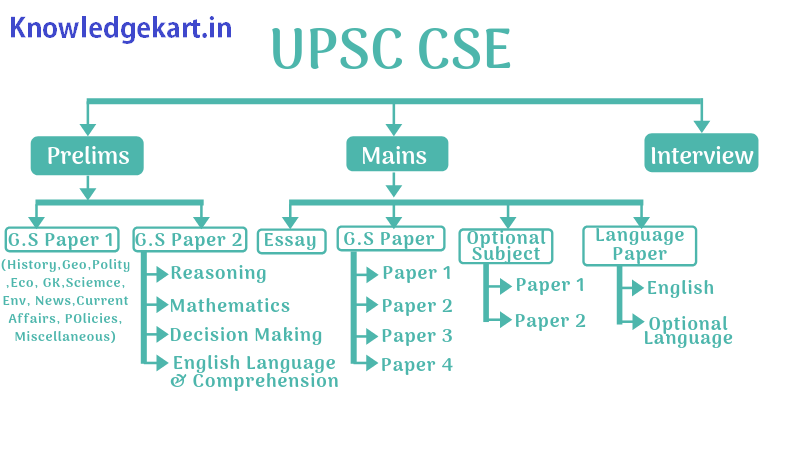 Knowledgekart.in
UPSC CSE
Prelims
Mains
Interview
G.S Paper 1
(History,Geo,Polity
,Eco, GK,Sciemce,
Env, News,Current
Affairs, POlicies,
Miscellaneous)
G.S Paper 2
Reasoning
Mathematics
Decision Making
English Language
& Comprehension
Essay
G.S Paper
Paper 1
Paper 2
Paper 3
Paper 4
Optional
Subject
Paper 1
Paper 2
Language
Paper
English
Optional
Language